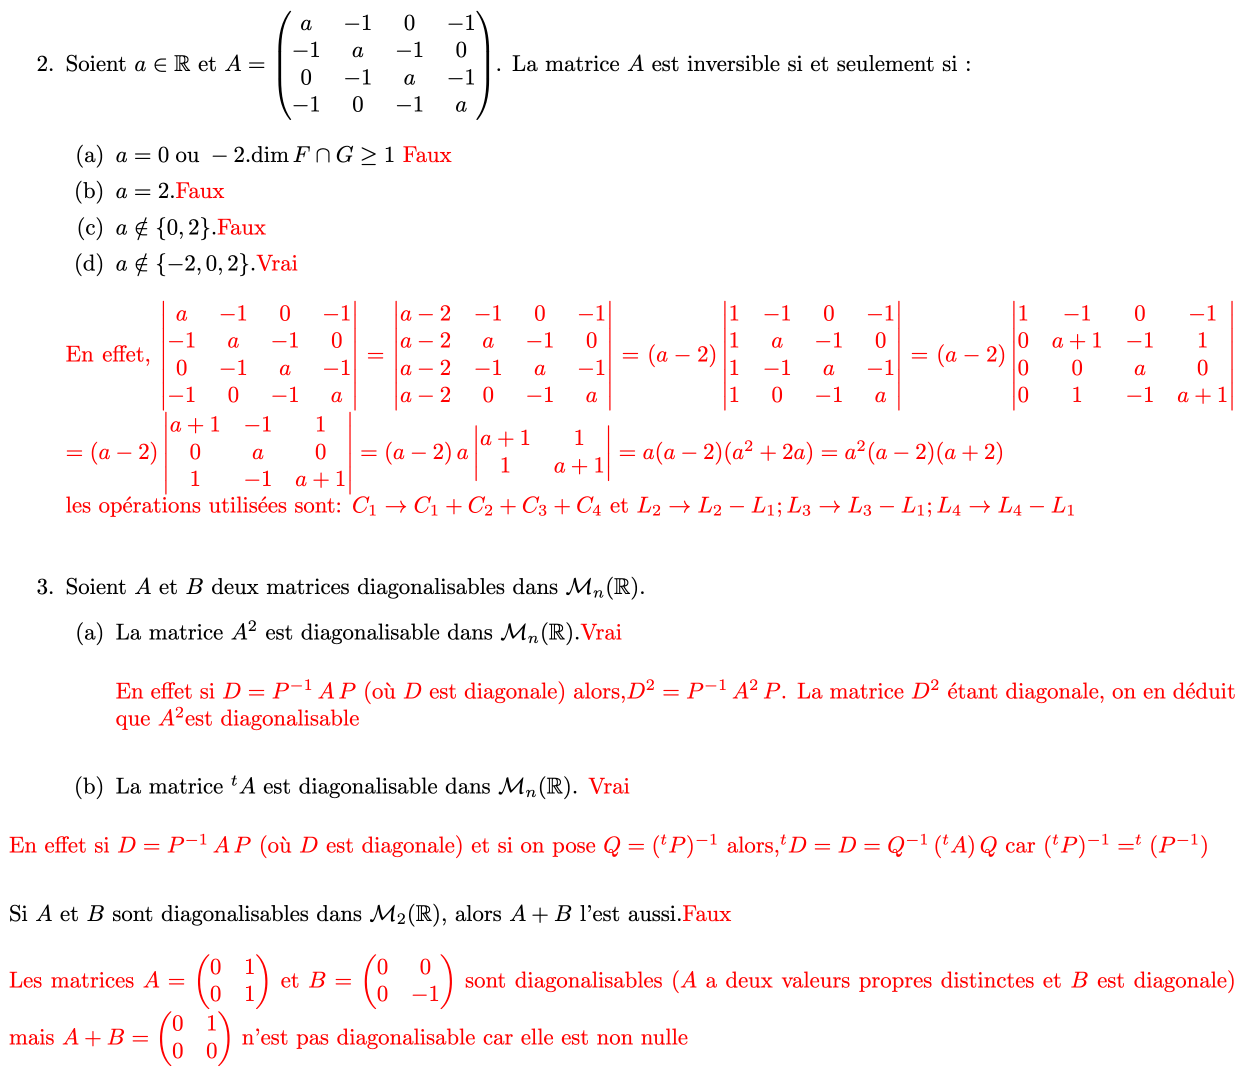 2. Soient $a \in \mathbb{R}$ et $A = \begin{pmatrix} a & -1 & 0 & -1 \\ -1 & a & -1 & 0 \\ 0 & -1 & a & -1 \\ -1 & 0 & -1 & a \end{pmatrix}$. La matrice $A$ est inversible si et seulement si :
(a) $a = 0$ ou $-2$.dim $F \cap G \geq 1$ Faux
(b) $a = 2$.Faux
(c) $a \notin \{0, 2\}$.Faux
(d) $a \notin \{-2, 0, 2\}$.Vrai
En effet, $\begin{vmatrix} a & -1 & 0 & -1 \\ -1 & a & -1 & 0 \\ 0 & -1 & a & -1 \\ -1 & 0 & -1 & a \end{vmatrix} = \begin{vmatrix} a-2 & -1 & 0 & -1 \\ a-2 & a & -1 & 0 \\ a-2 & -1 & a & -1 \\ a-2 & 0 & -1 & a \end{vmatrix} = (a-2) \begin{vmatrix} 1 & -1 & 0 & -1 \\ 1 & a & -1 & 0 \\ 1 & -1 & a & -1 \\ 1 & 0 & -1 & a \end{vmatrix} = (a-2) \begin{vmatrix} 1 & -1 & 0 & -1 \\ 0 & a+1 & -1 & 1 \\ 0 & 0 & a & 0 \\ 0 & 1 & -1 & a+1 \end{vmatrix}$
$= (a-2) \begin{vmatrix} a+1 & -1 & 1 \\ 0 & a & 0 \\ 1 & -1 & a+1 \end{vmatrix} = (a-2)\, a \begin{vmatrix} a+1 & 1 \\ 1 & a+1 \end{vmatrix} = a(a-2)(a^2+2a) = a^2(a-2)(a+2)$
les opérations utilisées sont: $C_1 \to C_1 + C_2 + C_3 + C_4$ et $L_2 \to L_2 - L_1; L_3 \to L_3 - L_1; L_4 \to L_4 - L_1$
3. Soient $A$ et $B$ deux matrices diagonalisables dans $\mathcal{M}_n(\mathbb{R})$.
(a) La matrice $A^2$ est diagonalisable dans $\mathcal{M}_n(\mathbb{R})$.Vrai
En effet si $D = P^{-1} A P$ (où $D$ est diagonale) alors,$D^2 = P^{-1} A^2 P$. La matrice $D^2$ étant diagonale, on en déduit
que $A^2$est diagonalisable
(b) La matrice ${}^tA$ est diagonalisable dans $\mathcal{M}_n(\mathbb{R})$. Vrai
En effet si $D = P^{-1} A P$ (où $D$ est diagonale) et si on pose $Q = ({}^tP)^{-1}$ alors,${}^tD = D = Q^{-1} ({}^tA) Q$ car $({}^tP)^{-1} =^t (P^{-1})$
Si $A$ et $B$ sont diagonalisables dans $\mathcal{M}_2(\mathbb{R})$, alors $A + B$ l'est aussi.Faux
Les matrices $A = \begin{pmatrix} 0 & 1 \\ 0 & 1 \end{pmatrix}$ et $B = \begin{pmatrix} 0 & 0 \\ 0 & -1 \end{pmatrix}$ sont diagonalisables ($A$ a deux valeurs propres distinctes et $B$ est diagonale)
mais $A + B = \begin{pmatrix} 0 & 1 \\ 0 & 0 \end{pmatrix}$ n'est pas diagonalisable car elle est non nulle